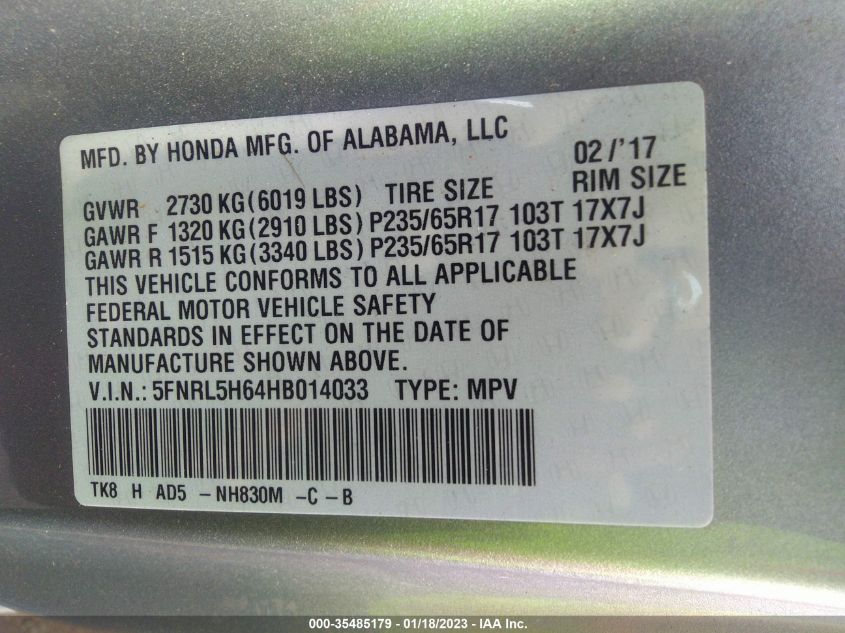 MFD. BY HONDA MFG. OF ALABAMA, LLC 02/'17
GVWR 2730 KG (6019 LBS) TIRE SIZE RIM SIZE
GAWR F 1320 KG (2910 LBS) P235/65R17 103T 17X7J
GAWR R 1515 KG (3340 LBS) P235/65R17 103T 17X7J
THIS VEHICLE CONFORMS TO ALL APPLICABLE
FEDERAL MOTOR VEHICLE SAFETY
STANDARDS IN EFFECT ON THE DATE OF
MANUFACTURE SHOWN ABOVE.
V.I.N.: 5FNRL5H64HB014033 TYPE: MPV
TK8 H AD5 -NH830M -C -B
000-35485179 - 01/18/2023 - IAA Inc.